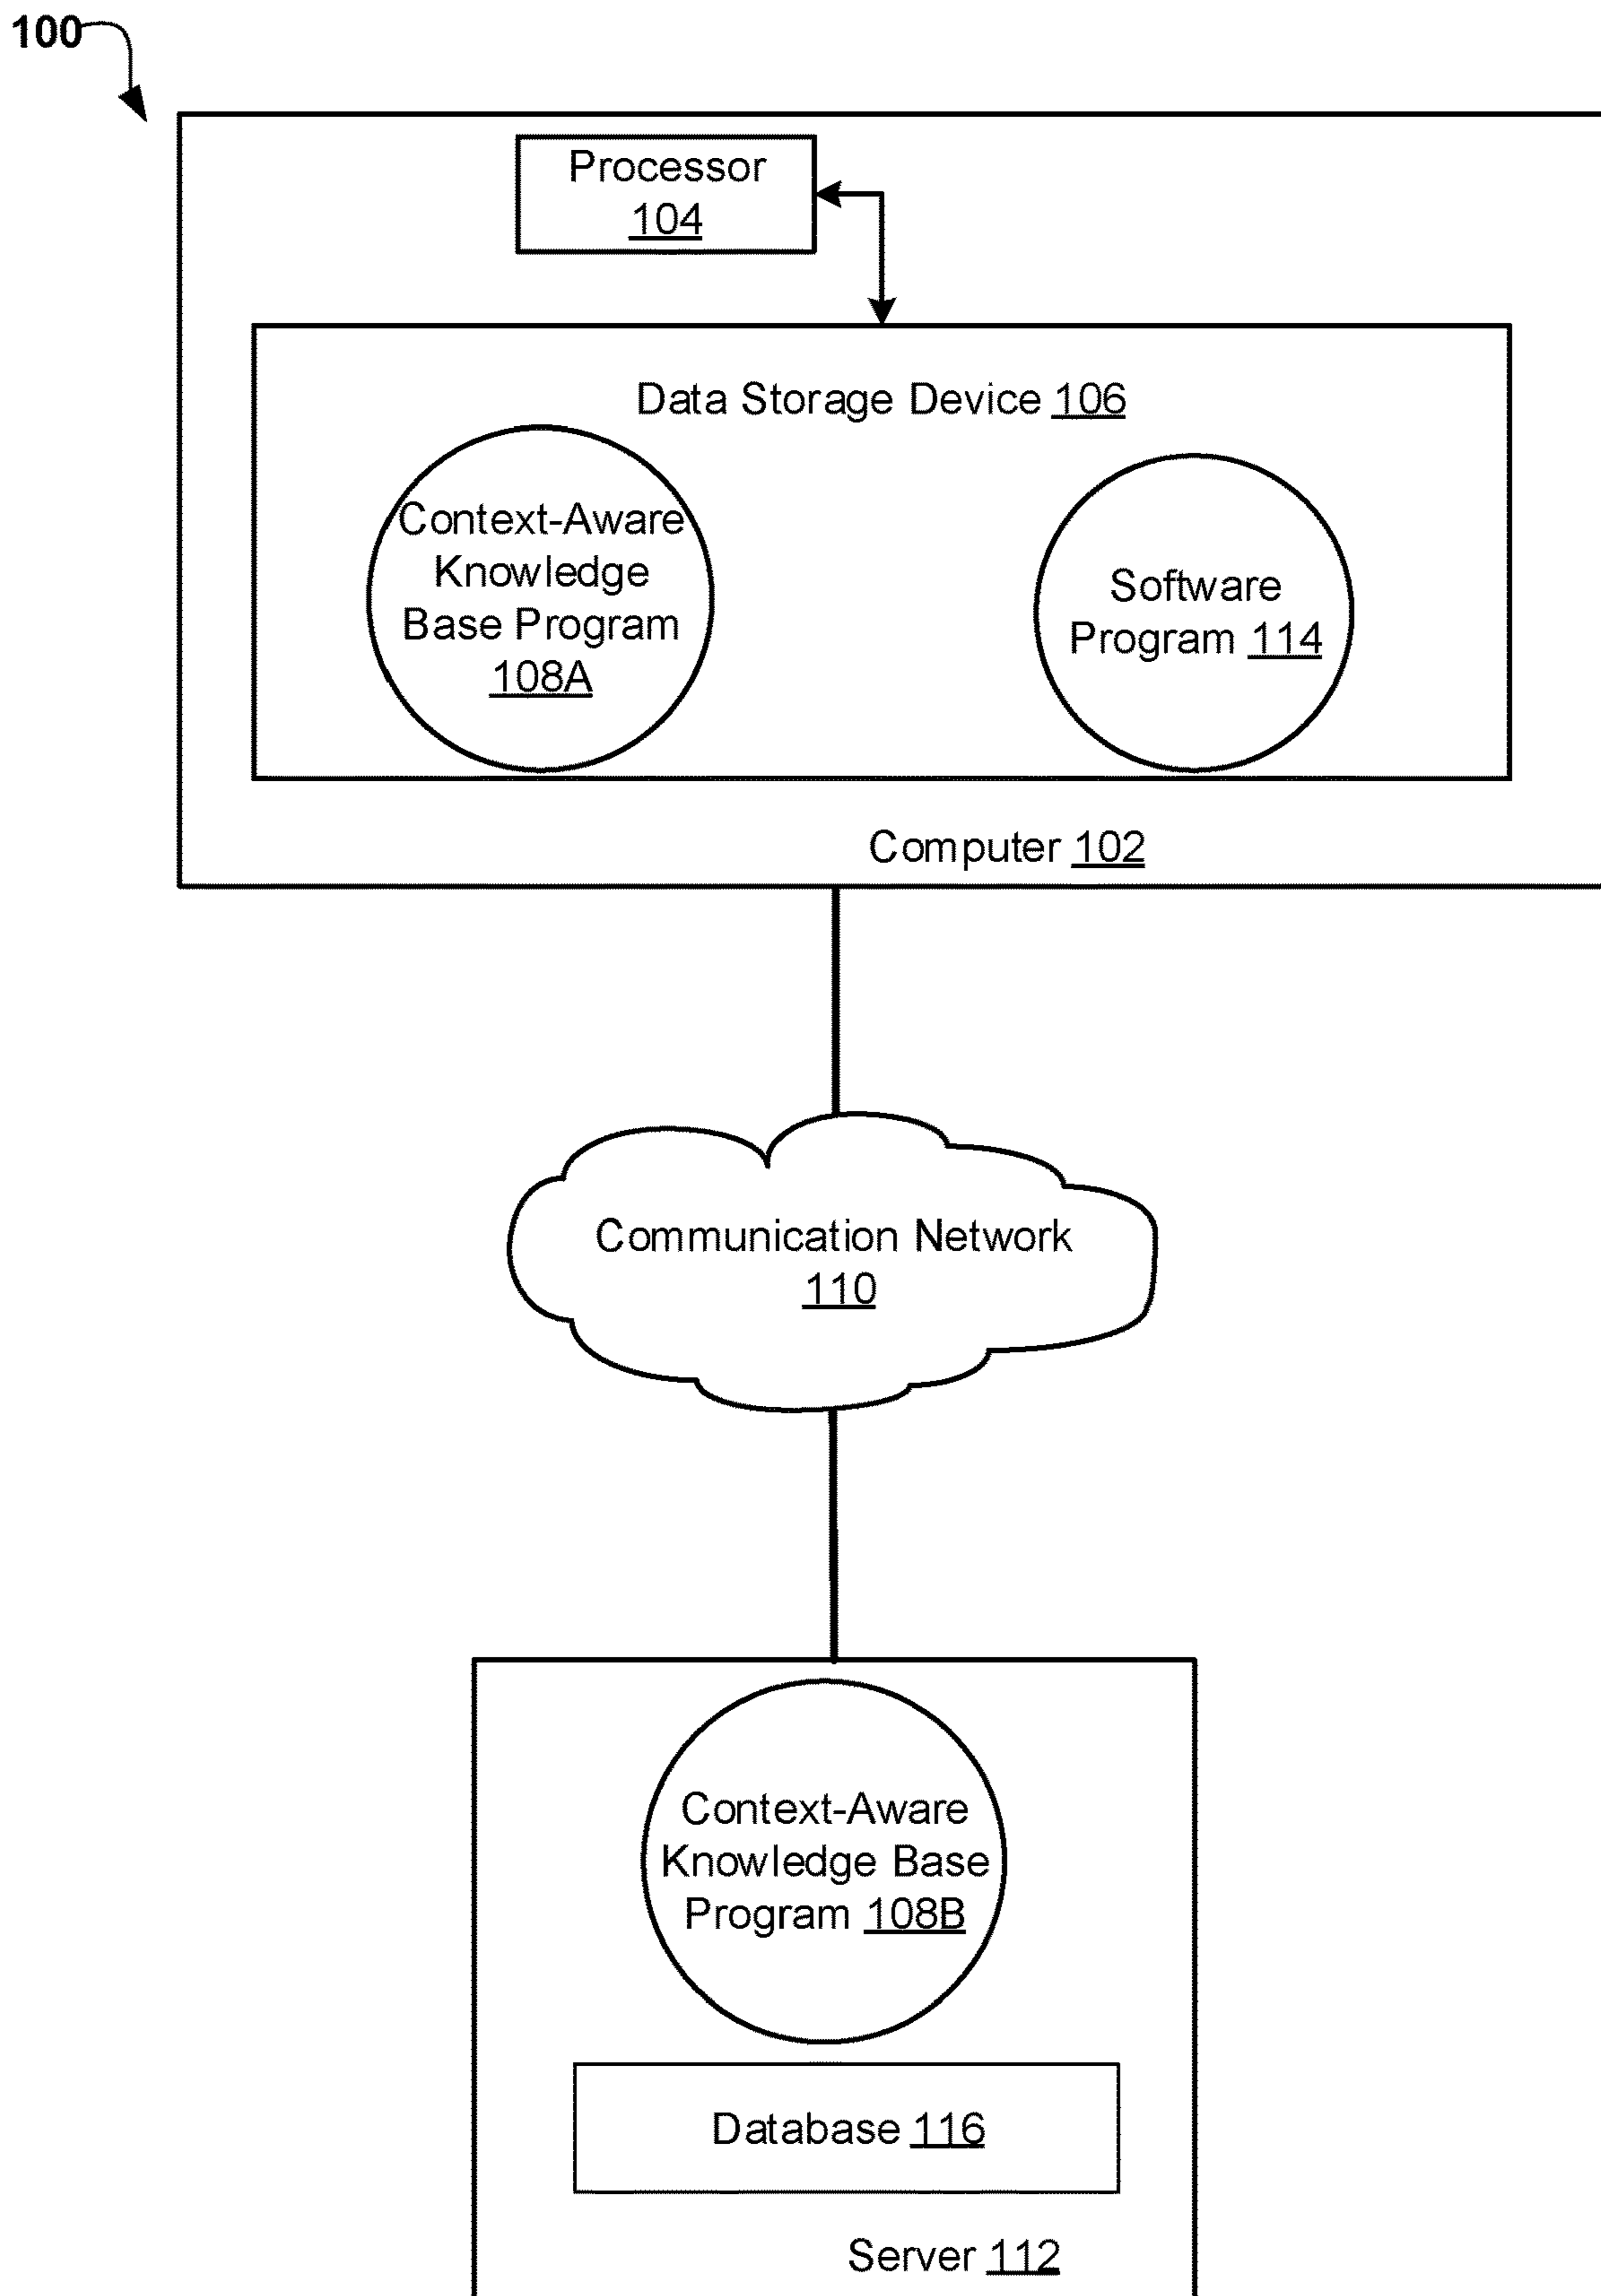 100
Processor
104
Data Storage Device 106
Context-Aware
Knowledge
Base Program
108A
Software
Program 114
Computer 102
Communication Network
110
Context-Aware
Knowledge Base
Program 108B
Database 116
Server 112